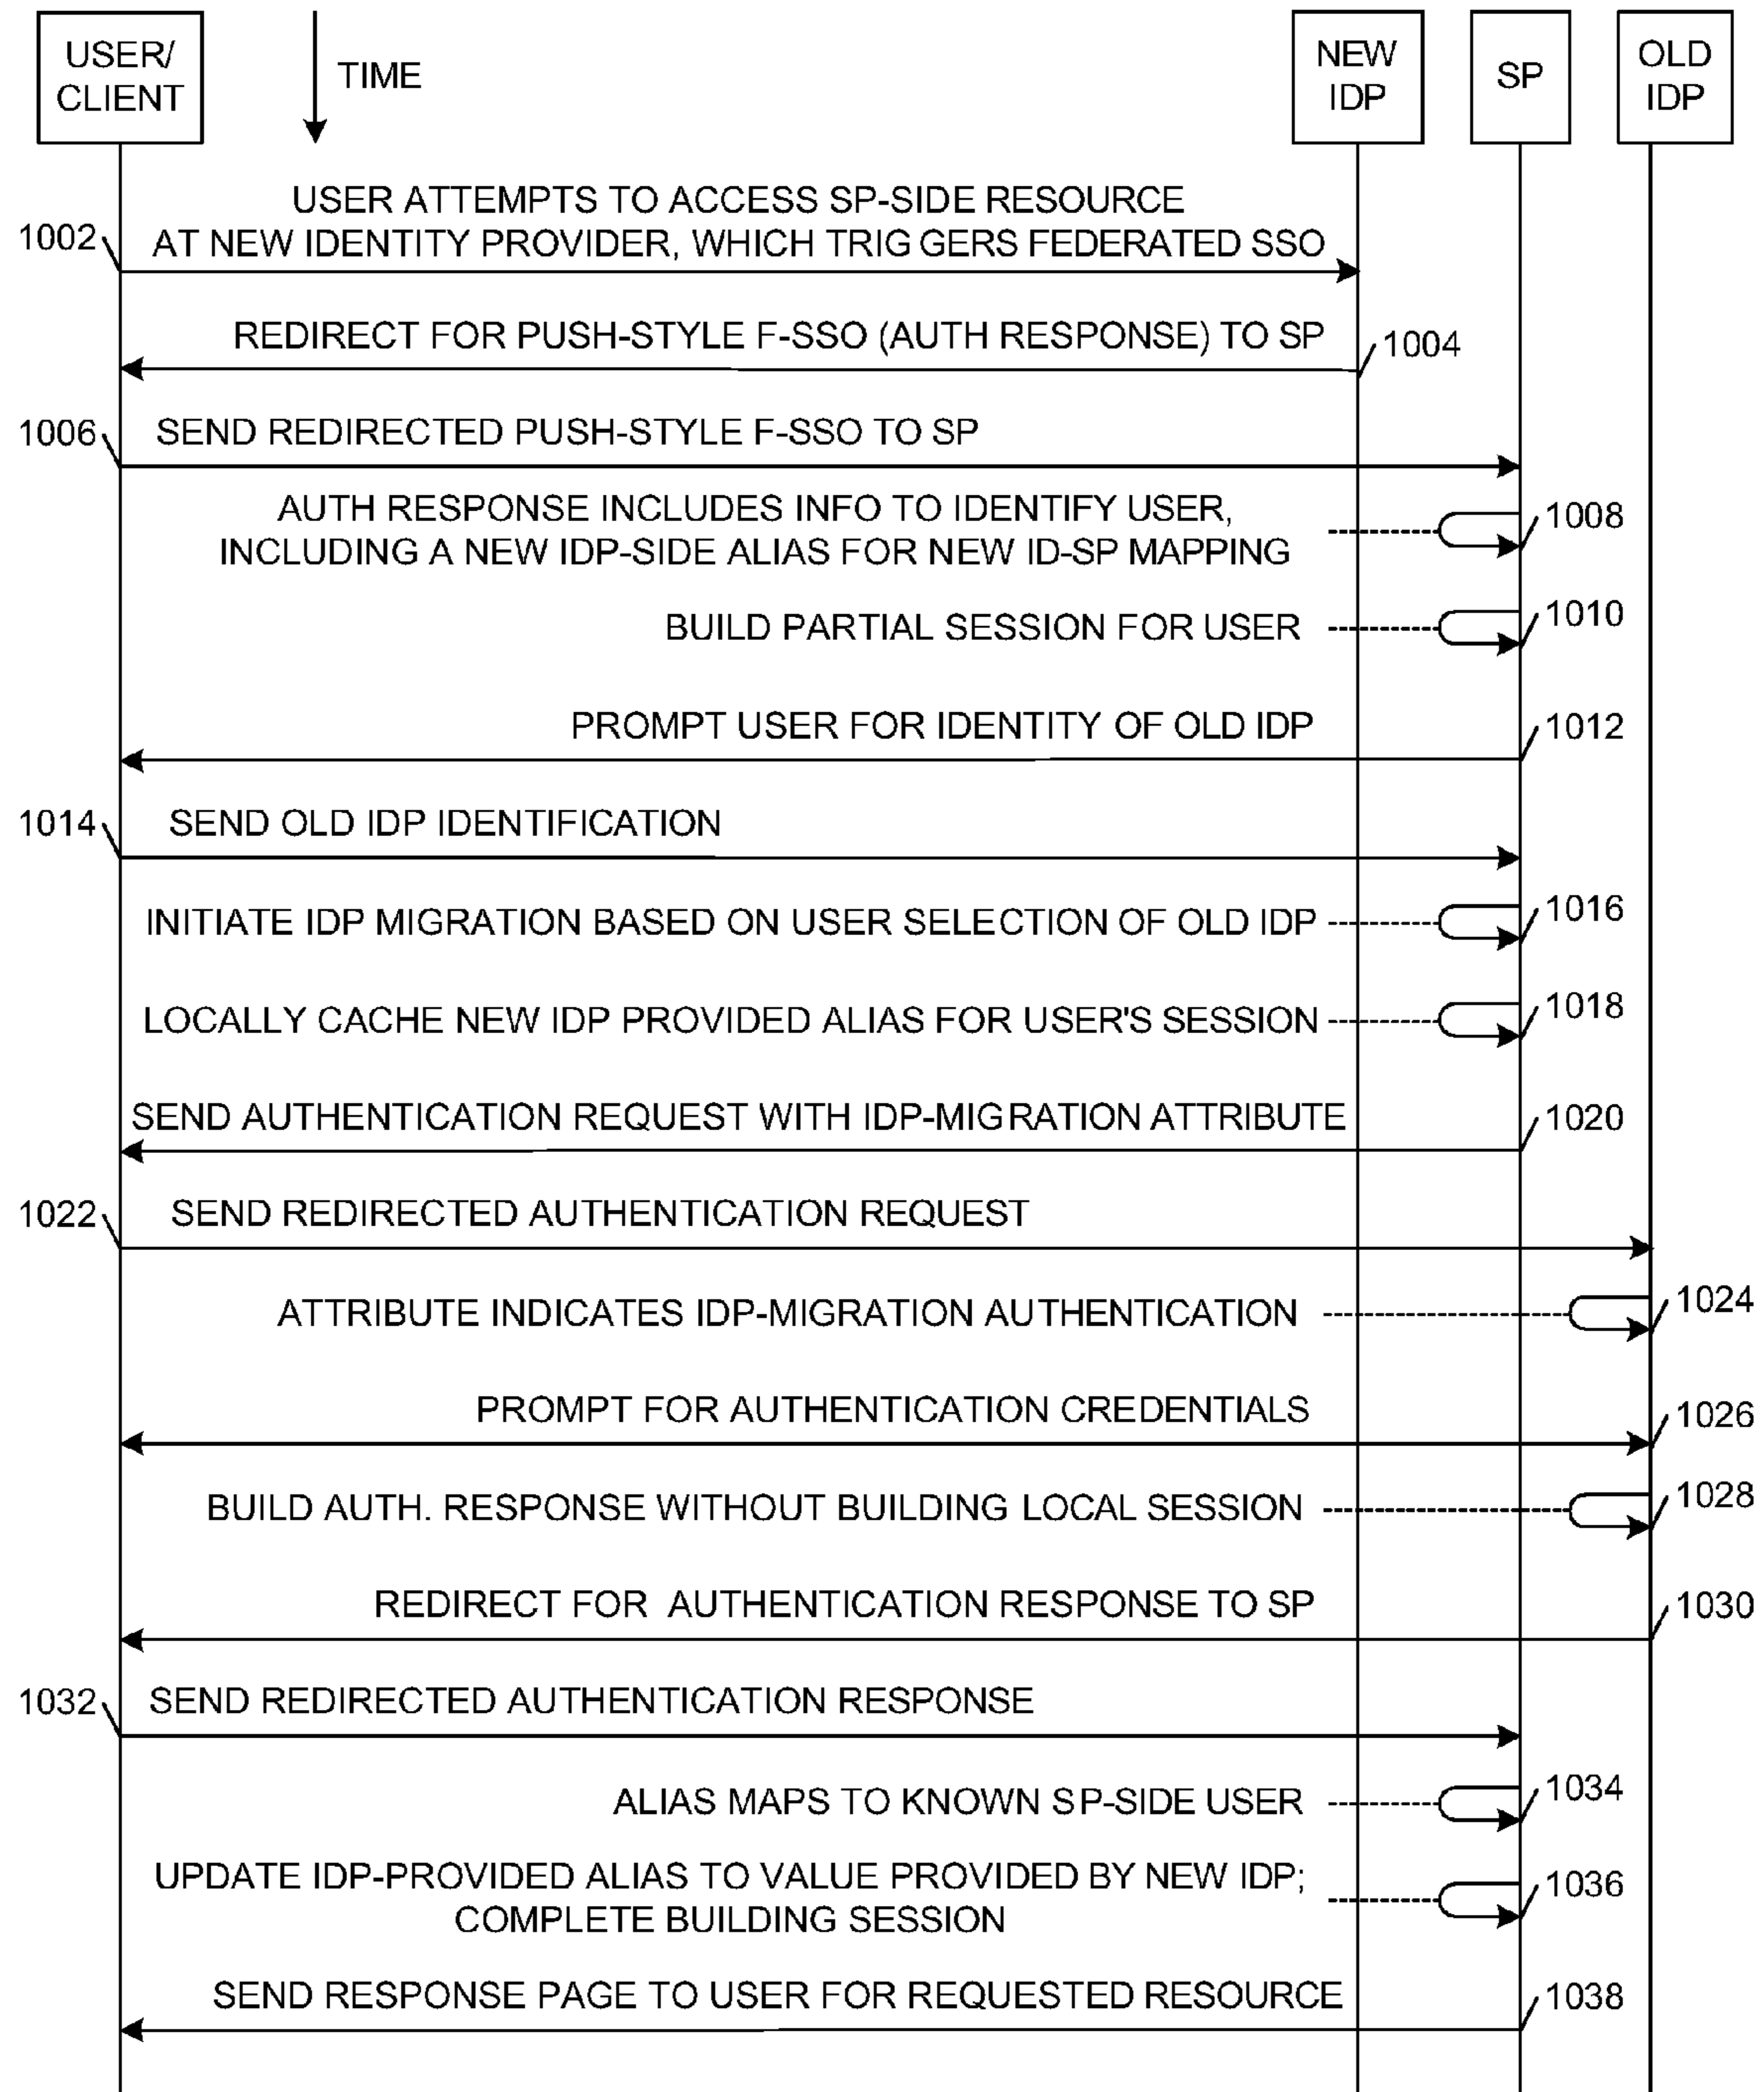 USER/
CLIENT
TIME
NEW
IDP
SP
OLD
IDP
USER ATTEMPTS TO ACCESS SP-SIDE RESOURCE
1002
AT NEW IDENTITY PROVIDER, WHICH TRIGGERS FEDERATED SSO
REDIRECT FOR PUSH-STYLE F-SSO (AUTH RESPONSE) TO SP
1004
1006
SEND REDIRECTED PUSH-STYLE F-SSO TO SP
AUTH RESPONSE INCLUDES INFO TO IDENTIFY USER,
INCLUDING A NEW IDP-SIDE ALIAS FOR NEW ID-SP MAPPING
1008
BUILD PARTIAL SESSION FOR USER
1010
PROMPT USER FOR IDENTITY OF OLD IDP
1012
1014
SEND OLD IDP IDENTIFICATION
INITIATE IDP MIGRATION BASED ON USER SELECTION OF OLD IDP
1016
LOCALLY CACHE NEW IDP PROVIDED ALIAS FOR USER'S SESSION
1018
SEND AUTHENTICATION REQUEST WITH IDP-MIGRATION ATTRIBUTE
1020
1022
SEND REDIRECTED AUTHENTICATION REQUEST
ATTRIBUTE INDICATES IDP-MIGRATION AUTHENTICATION
1024
PROMPT FOR AUTHENTICATION CREDENTIALS
1026
BUILD AUTH. RESPONSE WITHOUT BUILDING LOCAL SESSION
1028
REDIRECT FOR AUTHENTICATION RESPONSE TO SP
1030
1032
SEND REDIRECTED AUTHENTICATION RESPONSE
ALIAS MAPS TO KNOWN SP-SIDE USER
1034
UPDATE IDP-PROVIDED ALIAS TO VALUE PROVIDED BY NEW IDP;
COMPLETE BUILDING SESSION
1036
SEND RESPONSE PAGE TO USER FOR REQUESTED RESOURCE
1038